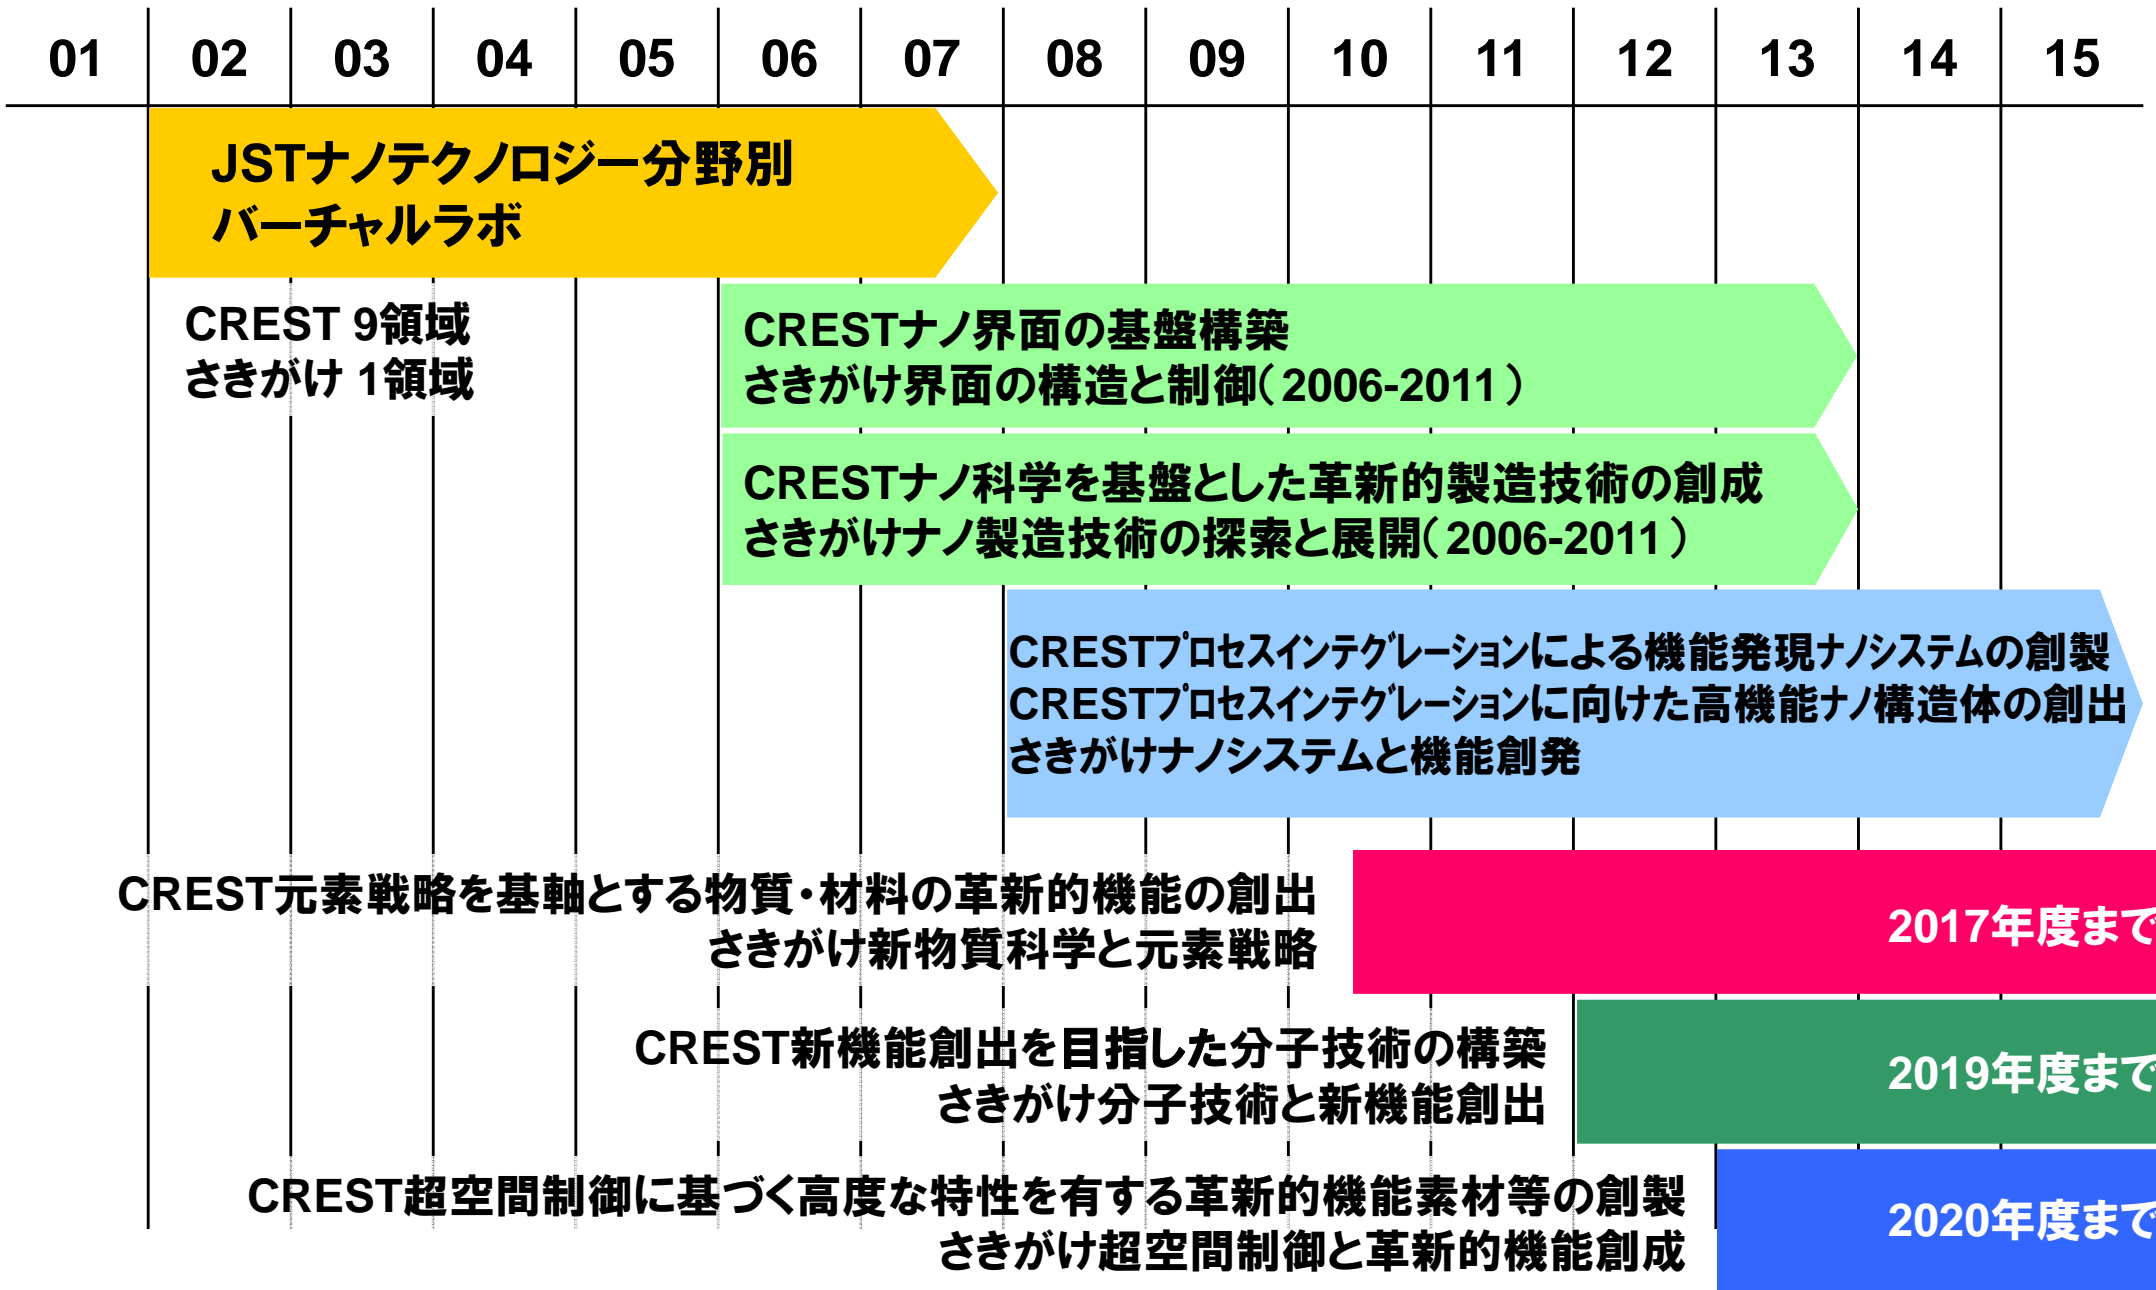 01 02 03 04 05 06 07 08 09 10 11 12 13 14 15
JSTナノテクノロジー分野別
バーチャルラボ
CREST 9領域
さきがけ 1領域
CRESTナノ界面の基盤構築
さきがけ界面の構造と制御（2006-2011）
CRESTナノ科学を基盤とした革新的製造技術の創成
さきがけナノ製造技術の探索と展開（2006-2011）
CRESTﾌﾟﾛｾｽｲﾝﾃｸﾞﾚｰｼｮﾝによる機能発現ﾅﾉｼｽﾃﾑの創製
CRESTﾌﾟﾛｾｽｲﾝﾃｸﾞﾚｰｼｮﾝに向けた高機能ﾅﾉ構造体の創出
さきがけナノシステムと機能創発
CREST元素戦略を基軸とする物質・材料の革新的機能の創出
さきがけ新物質科学と元素戦略
2017年度まで
CREST新機能創出を目指した分子技術の構築
さきがけ分子技術と新機能創出
2019年度まで
CREST超空間制御に基づく高度な特性を有する革新的機能素材等の創製
さきがけ超空間制御と革新的機能創成
2020年度まで